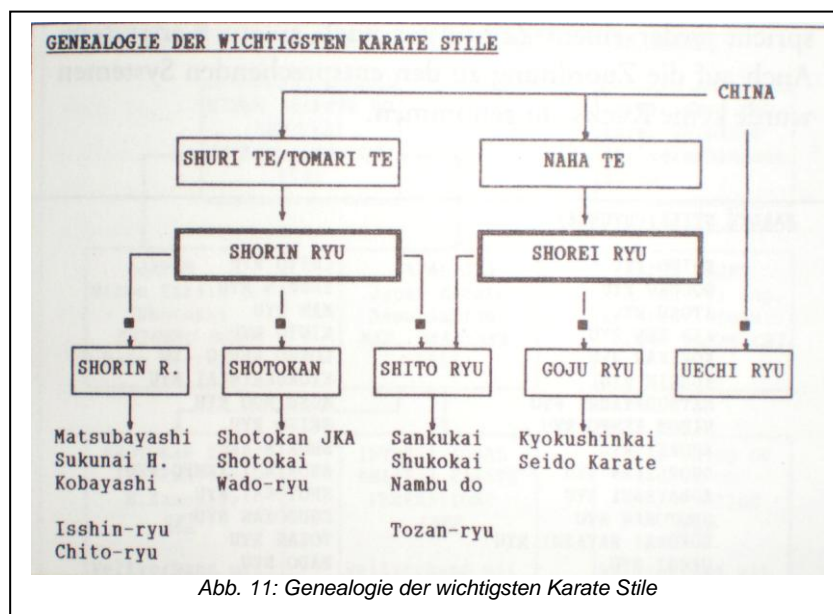 GENEALOGIE DER WICHTIGSTEN KARATE STILE
CHINA
SHURI TE/TOMARI TE
NAHA TE
SHORIN RYU
SHOREI RYU
SHORIN R.
SHOTOKAN
SHITO RYU
GOJU RYU
UECHI RYU
Matsubayashi
Sukunai H.
Kobayashi
Isshin-ryu
Chito-ryu
Shotokan JKA
Shotokai
Wado-ryu
Sankukai
Shukokai
Nambu do
Tozan-ryu
Kyokushinkai
Seido Karate
Abb. 11: Genealogie der wichtigsten Karate Stile